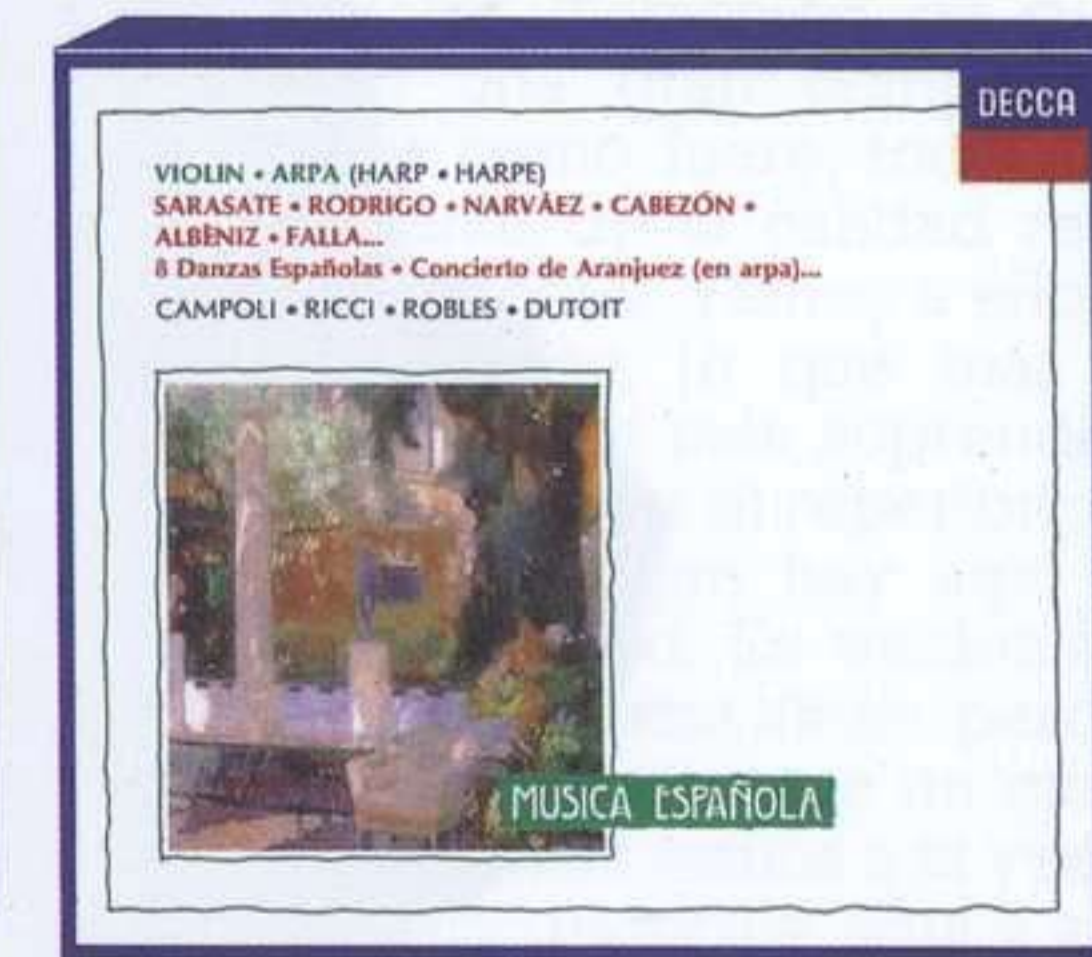 DECCA
VIOLIN • ARPA (HARP • HARPE)
SARASATE • RODRIGO • NARVÁEZ • CABEZÓN •
ALBÈNIZ • FALLA...
8 Danzas Españolas • Concierto de Aranjuez (en arpa)...
CAMPOLI • RICCI • ROBLES • DUTOIT
MUSICA ESPAÑOLA